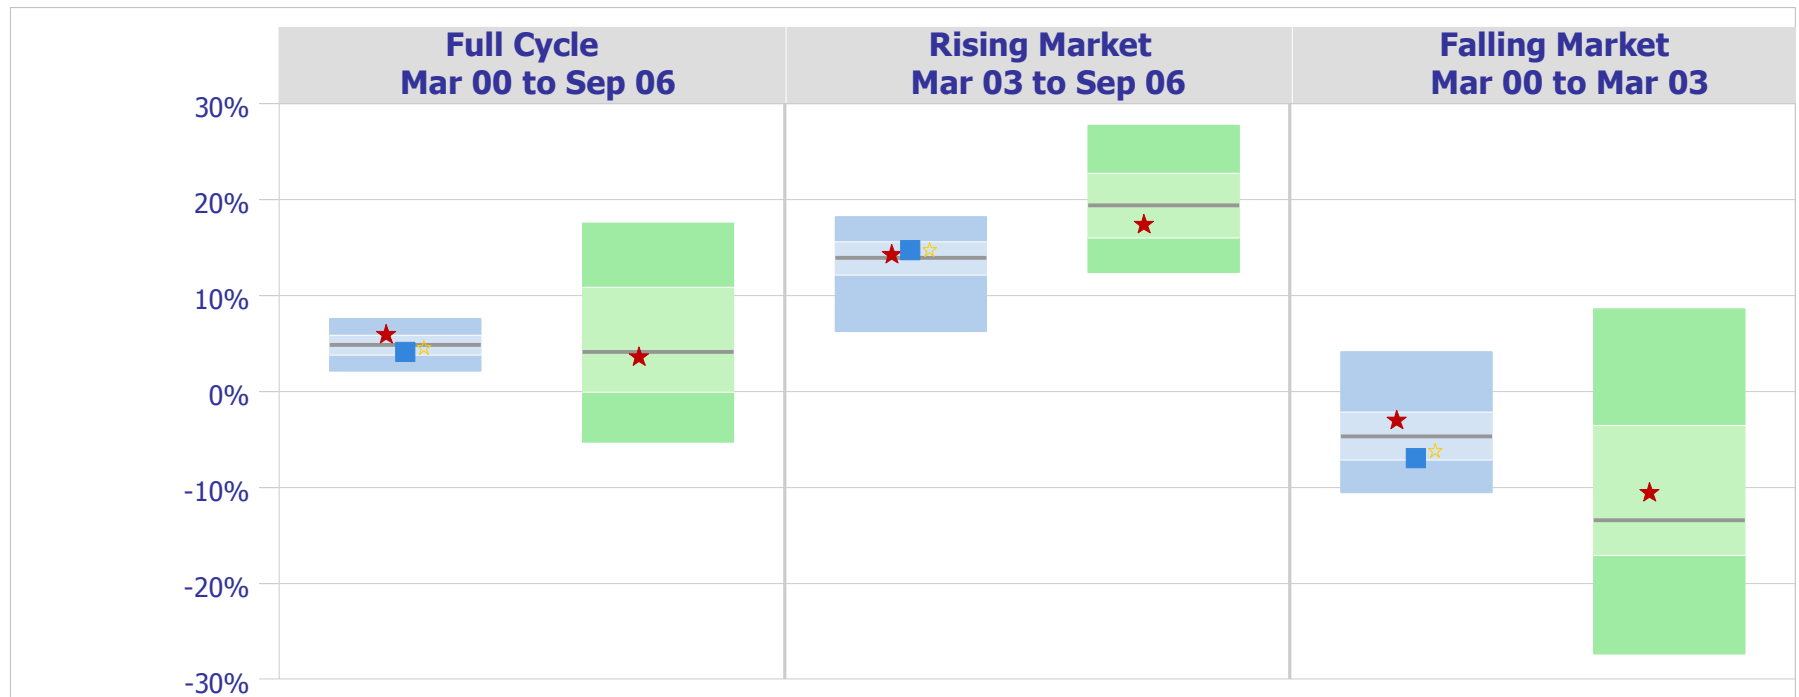 Full Cycle
Mar 00 to Sep 06
Rising Market
Mar 03 to Sep 06
Falling Market
Mar 00 to Mar 03
30%
20%
10%
0%
-10%
-20%
-30%